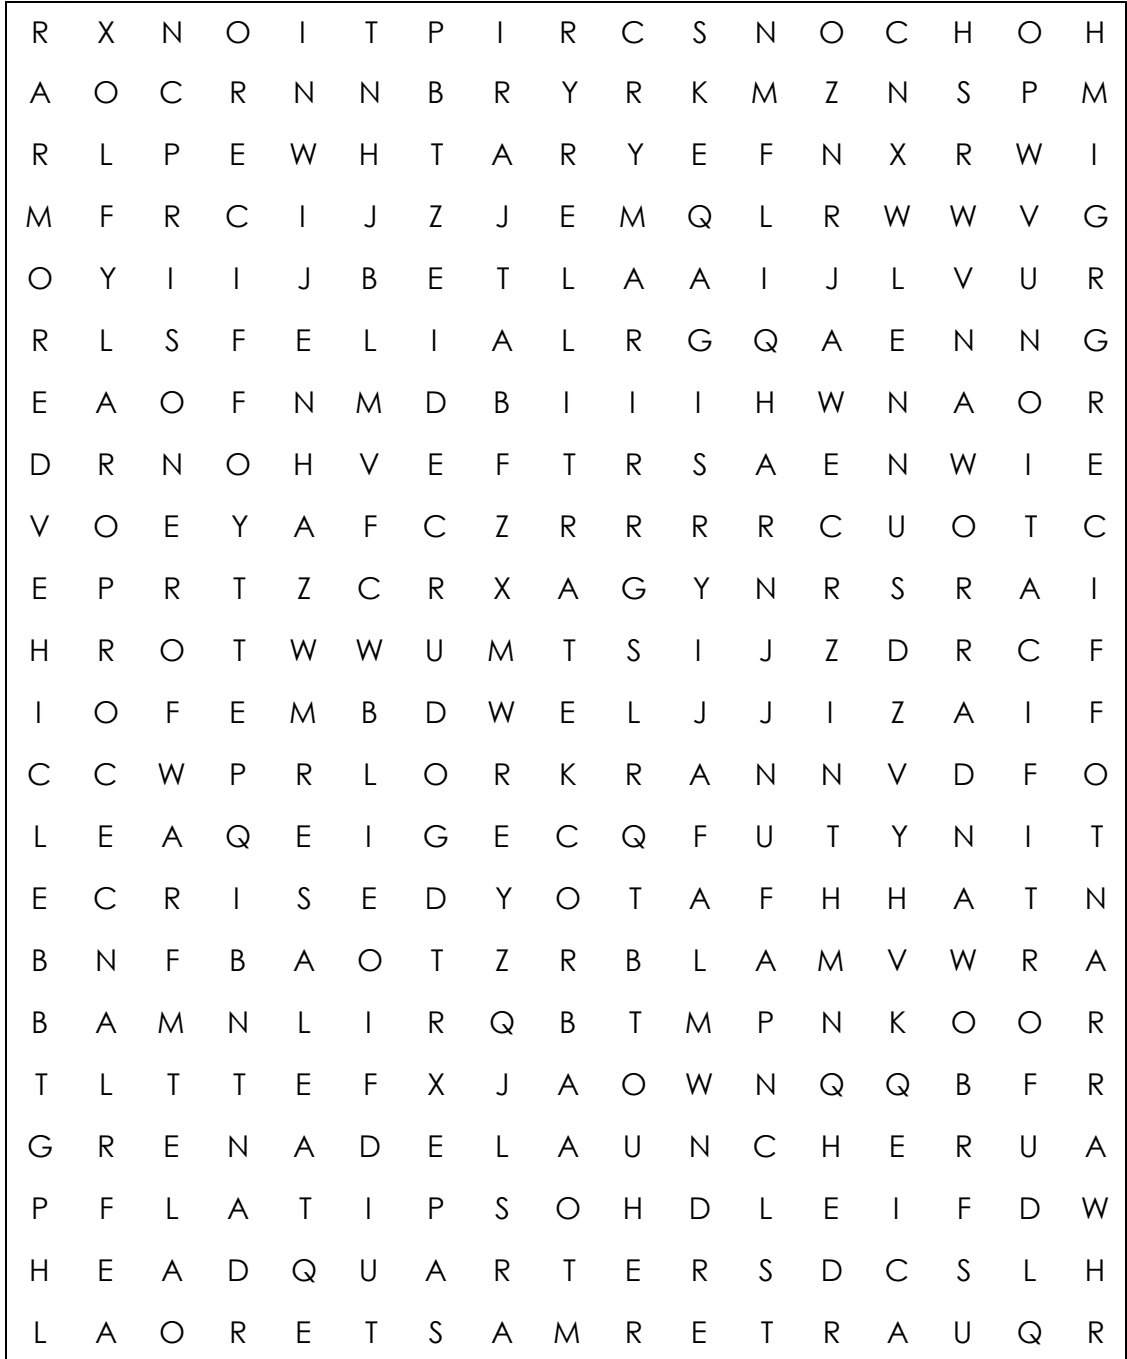 R X N O I T P I R C S N O C H O H
A O C R N N B R Y R K M Z N S P M
R L P E W H T A R Y E F N X R W I
M F R C I J Z J E M Q L R W W V G
O Y I I J B E T L A A I J L V U R
R L S F E L I A L R G Q A E N N G
E A O F N M D B I I I H W N A O R
D R N O H V E F T R S A E N W I E
V O E Y A F C Z R R R R C U O T C
E P R T Z C R X A G Y N R S R A I
H R O T W W U M T S I J Z D R C F
I O F E M B D W E L J J I Z A I F
C C W P R L O R K R A N N V D F O
L E A Q E I G E C Q F U T Y N I T
E C R I S E D Y O T A F H H A T N
B N F B A O T Z R B L A M V W R A
B A M N L I R Q B T M P N K O O R
T L T T E F X J A O W N Q Q B F R
G R E N A D E L A U N C H E R U A
P F L A T I P S O H D L E I F D W
H E A D Q U A R T E R S D C S L H
L A O R E T S A M R E T R A U Q R